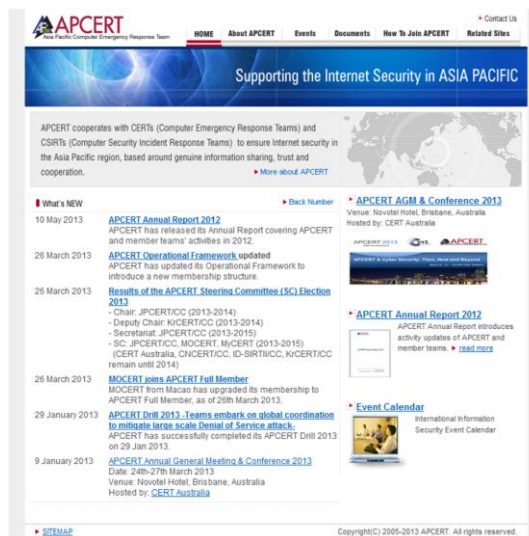 Contact Us
APCERT
Asia Pacific Computer Emergency Response Team
HOME About APCERT Events Documents How To Join APCERT Related Sites
Supporting the Internet Security in ASIA PACIFIC
APCERT cooperates with CERTs (Computer Emergency Response Teams) and
CSIRTs (Computer Security Incident Response Teams) to ensure Internet security in
the Asia Pacific region, based around genuine information sharing, trust and
cooperation.
More about APCERT
What's NEW
Back Number
10 May 2013 APCERT Annual Report 2012
APCERT has released its Annual Report covering APCERT
and member teams' activities in 2012.
26 March 2013 APCERT Operational Framework updated
APCERT has updated its Operational Framework to
introduce a new membership structure.
26 March 2013 Results of the APCERT Steering Committee (SC) Election
2013
- Chair: JPCERT/CC (2013-2014)
- Deputy Chair: KrCERT/CC (2013-2014)
- Secretariat: JPCERT/CC (2013-2015)
- SC: JPCERT/CC, MOCERT, MyCERT (2013-2015)
(CERT Australia, CNCERT/CC, ID-SIRTII/CC, KrCERT/CC
remain until 2014)
26 March 2013 MOCERT joins APCERT Full Member
MOCERT from Macao has upgraded its membership to
APCERT Full Member, as of 26th March 2013.
29 January 2013 APCERT Drill 2013 -Teams embark on global coordination
to mitigate large scale Denial of Service attack-
APCERT has successfully completed its APCERT Drill 2013
on 29 Jan 2013.
9 January 2013 APCERT Annual General Meeting & Conference 2013
Date: 24th-27th March 2013
Venue: Novotel Hotel, Brisbane, Australia
Hosted by: CERT Australia
APCERT AGM & Conference 2013
Venue: Novotel Hotel, Brisbane, Australia
Hosted by: CERT Australia
APCERT 2013 APCERT
APCERT & Cyber Security: Then, Now and Beyond
APCERT Annual Report 2012
APCERT Annual Report introduces
activity updates of APCERT and
member teams. read more
Event Calendar
International Information
Security Event Calendar
SITEMAP
Copyright(C) 2005-2013 APCERT. All rights reserved.